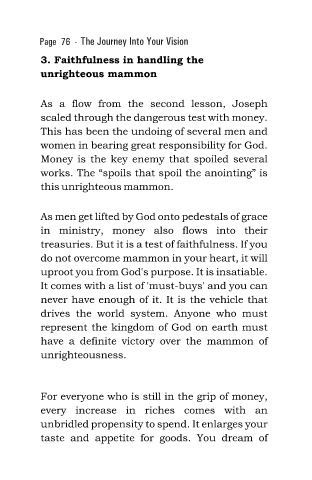 Page 76 - The Journey Into Your Vision
3. Faithfulness in handling the
unrighteous mammon
As a flow from the second lesson, Joseph
scaled through the dangerous test with money.
This has been the undoing of several men and
women in bearing great responsibility for God.
Money is the key enemy that spoiled several
works. The “spoils that spoil the anointing” is
this unrighteous mammon.
As men get lifted by God onto pedestals of grace
in ministry, money also flows into their
treasuries. But it is a test of faithfulness. If you
do not overcome mammon in your heart, it will
uproot you from God's purpose. It is insatiable.
It comes with a list of 'must-buys' and you can
never have enough of it. It is the vehicle that
drives the world system. Anyone who must
represent the kingdom of God on earth must
have a definite victory over the mammon of
unrighteousness.
For everyone who is still in the grip of money,
every increase in riches comes with an
unbridled propensity to spend. It enlarges your
taste and appetite for goods. You dream of